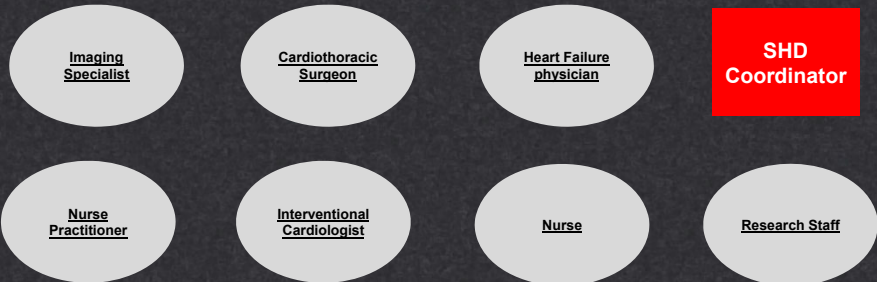 Imaging
Specialist
Cardiothoracic
Surgeon
Heart Failure
physician
SHD
Coordinator
Nurse
Practitioner
Interventional
Cardiologist
Nurse
Research Staff